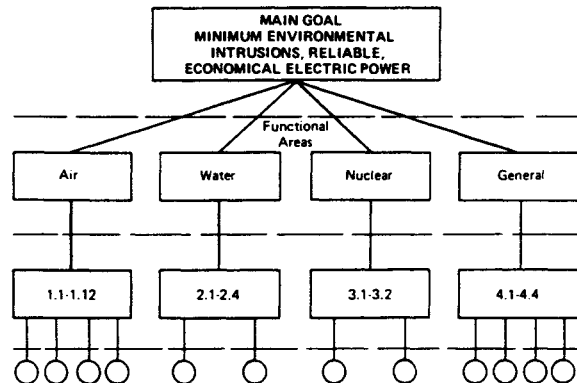 MAIN GOAL
MINIMUM ENVIRONMENTAL
INTRUSIONS, RELIABLE,
ECONOMICAL ELECTRIC POWER
Functional
Areas
Air
Water
Nuclear
General
1.1-1.12
2.1-2.4
3.1-3.2
4.1-4.4